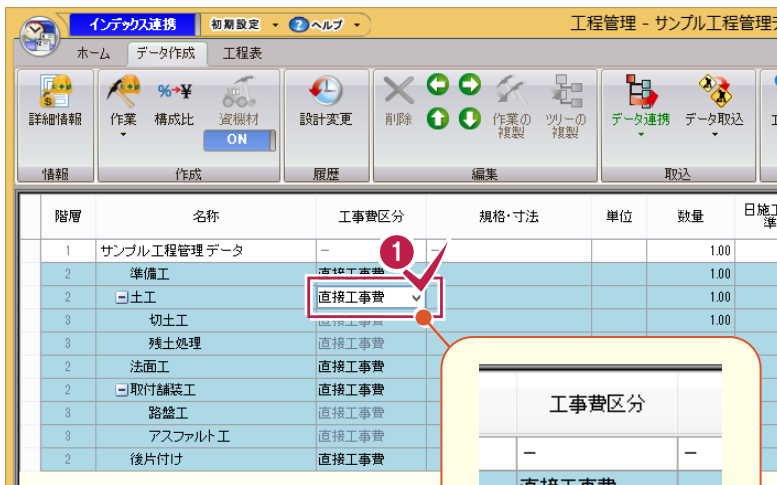 インデックス連携 初期設定 ヘルプ 工程管理 - サンプル工程管理
ホーム データ作成 工程表
詳細情報 作業 構成比 資機材 ON 設計変更 削除 作業の複製 ツリーの複製 データ連携 データ取込
情報 作成 履歴 編集 取込
階層 名称 工事費区分 規格・寸法 単位 数量 日施工
1 サンプル工程管理データ - - 1.00
2 準備工 直接工事費 1.00
2 土工 直接工事費 1.00
3 切土工 直接工事費 1.00
3 残土処理 直接工事費
2 法面工 直接工事費
2 取付舗装工 直接工事費
3 路盤工 直接工事費
3 アスファルト工 直接工事費
2 後片付け 直接工事費
1
工事費区分
- -
直接工事費